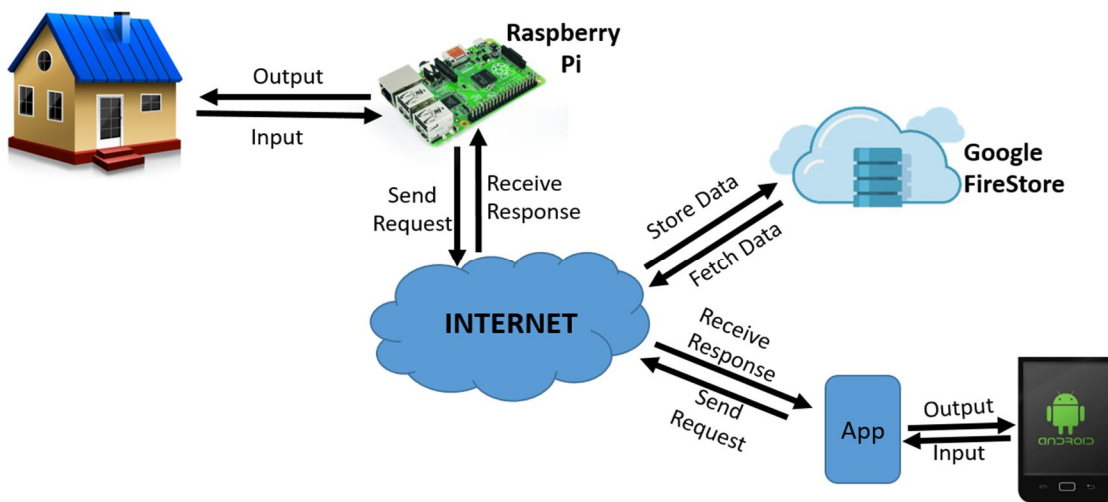 Raspberry
Pi
Output
Input
Send
Request
Receive
Response
Google
FireStore
Store Data
Fetch Data
INTERNET
Receive
Response
Send
Request
App
Output
Input
ANDROID